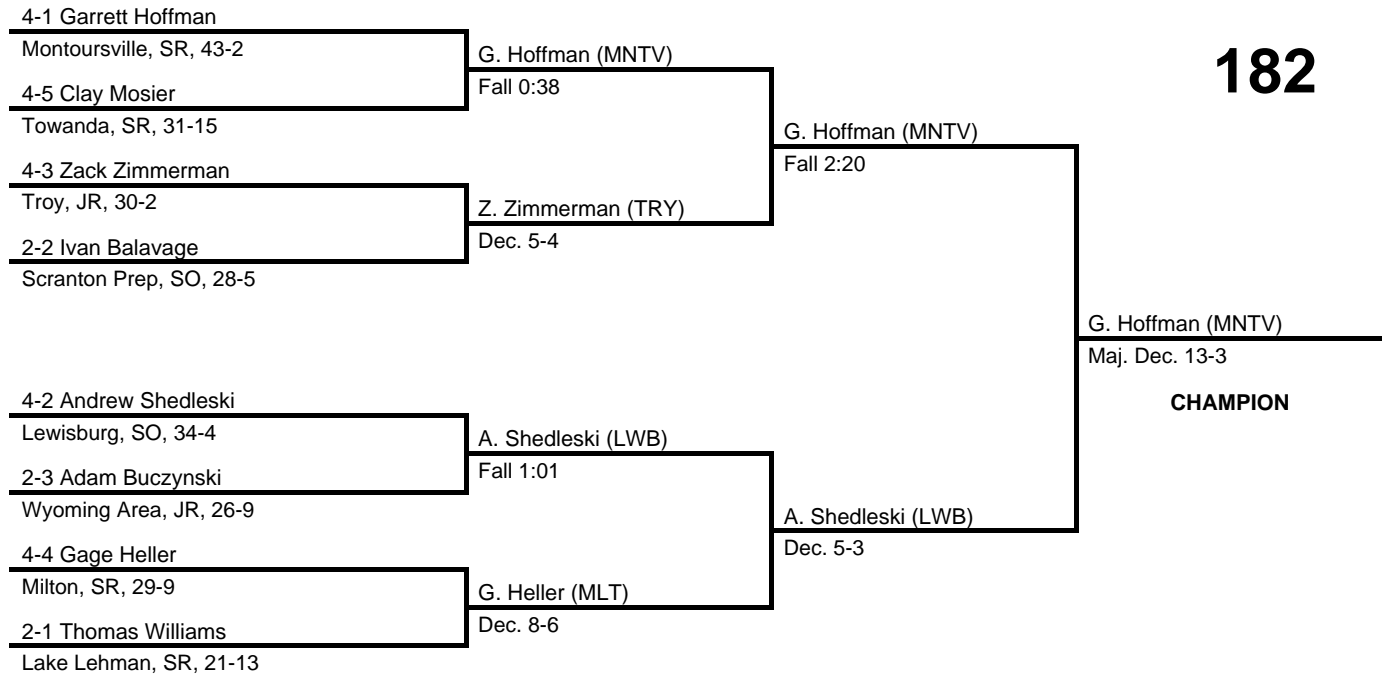 4-1 Garrett Hoffman
Montoursville, SR, 43-2
4-5 Clay Mosier
Towanda, SR, 31-15
4-3 Zack Zimmerman
Troy, JR, 30-2
2-2 Ivan Balavage
Scranton Prep, SO, 28-5
4-2 Andrew Shedleski
Lewisburg, SO, 34-4
2-3 Adam Buczynski
Wyoming Area, JR, 26-9
4-4 Gage Heller
Milton, SR, 29-9
2-1 Thomas Williams
Lake Lehman, SR, 21-13
G. Hoffman (MNTV)
Fall 0:38
Z. Zimmerman (TRY)
Dec. 5-4
A. Shedleski (LWB)
Fall 1:01
G. Heller (MLT)
Dec. 8-6
G. Hoffman (MNTV)
Fall 2:20
A. Shedleski (LWB)
Dec. 5-3
182
G. Hoffman (MNTV)
Maj. Dec. 13-3
CHAMPION